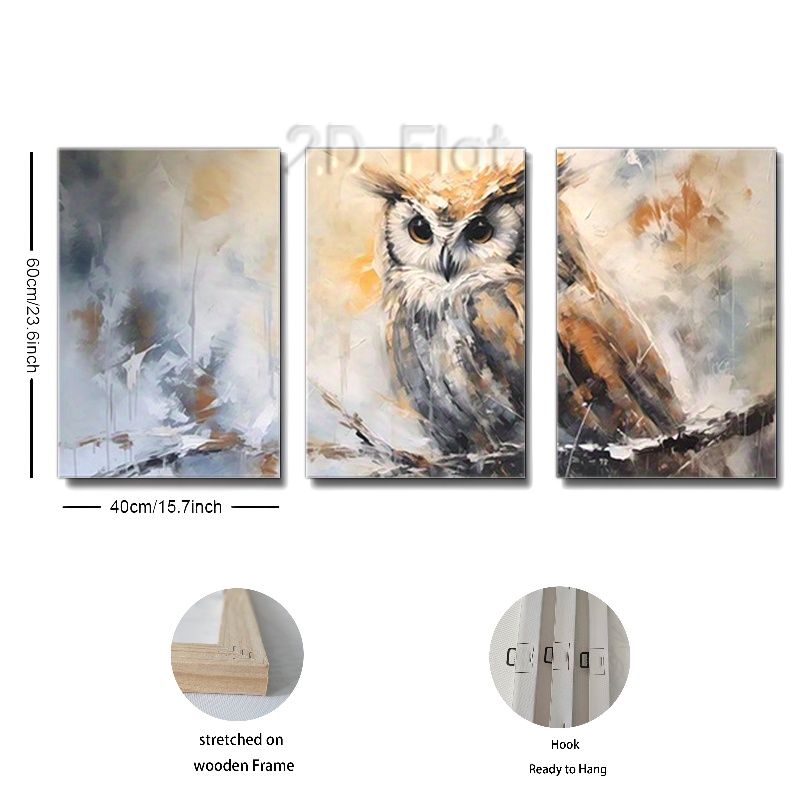 2D Flat
60cm/23.6inch
40cm/15.7inch
stretched on
wooden Frame
Hook
Ready to Hang